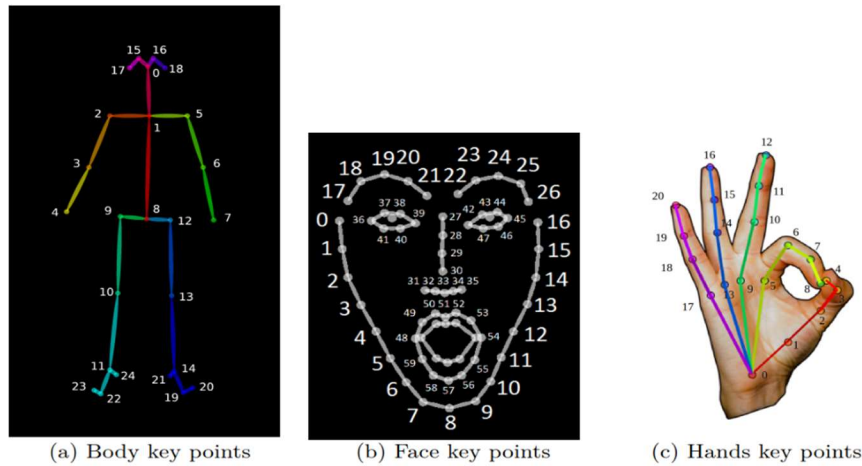 15 16
17 0 18
2 1 5
3 6
4 9 8 12 7
10 13
11 24 21 14
23 22 19 20
(a) Body key points
18 19 20 21 22 23 24 25
17 26
37 38 43 44
0 36 39 27 42 45 16
41 40 28 47 46
1 29 15
30
2 31 32 33 34 35 14
50 51 52
3 49 53 13
4 48 54 12
5 59 55 11
58 57 56
6 10
7 8 9
(b) Face key points
12
16
20 15 11
14 10
19 6
18 7
5 8 4
17 13 9 3
2
1
0
(c) Hands key points